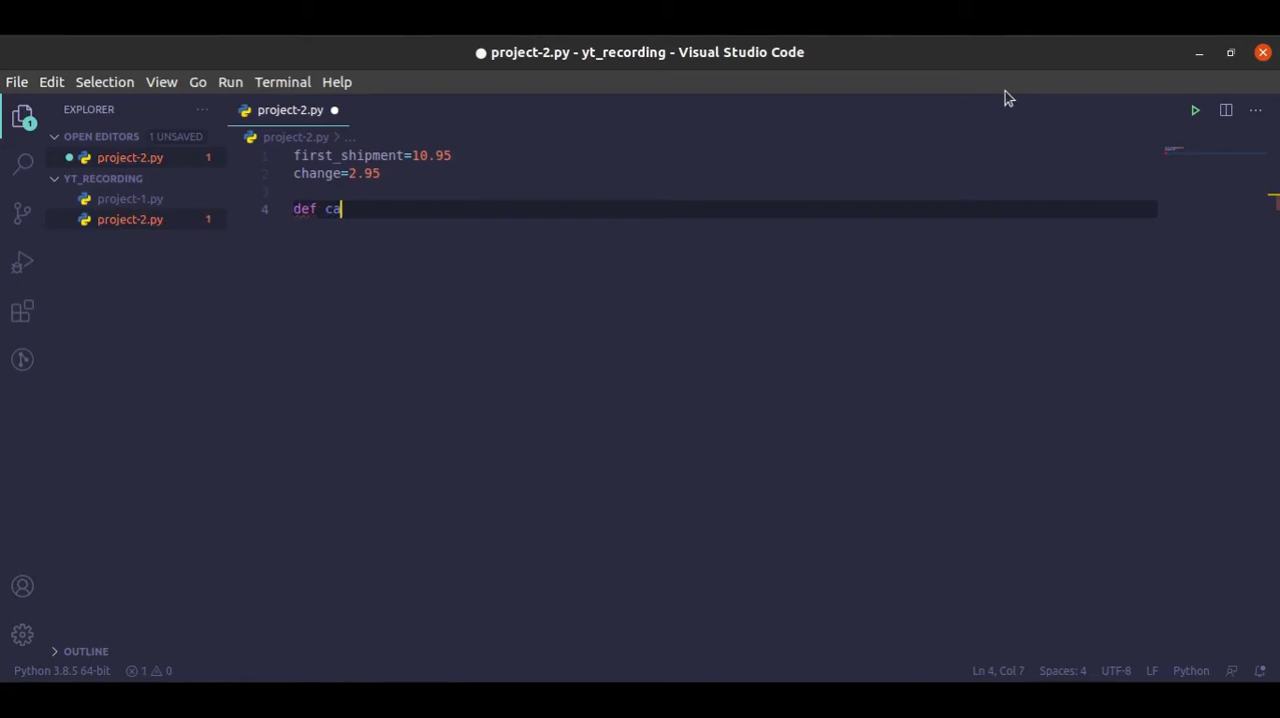 project-2.py - yt_recording - Visual Studio Code
File Edit Selection View Go Run Terminal Help
EXPLORER
project-2.py
OPEN EDITORS 1 UNSAVED
project-2.py 1
YT_RECORDING
project-1.py
project-2.py 1
project-2.py > ...
1 first_shipment=10.95
2 change=2.95
3
4 def ca
OUTLINE
Python 3.8.5 64-bit 1 0 Ln 4, Col 7 Spaces: 4 UTF-8 LF Python
1